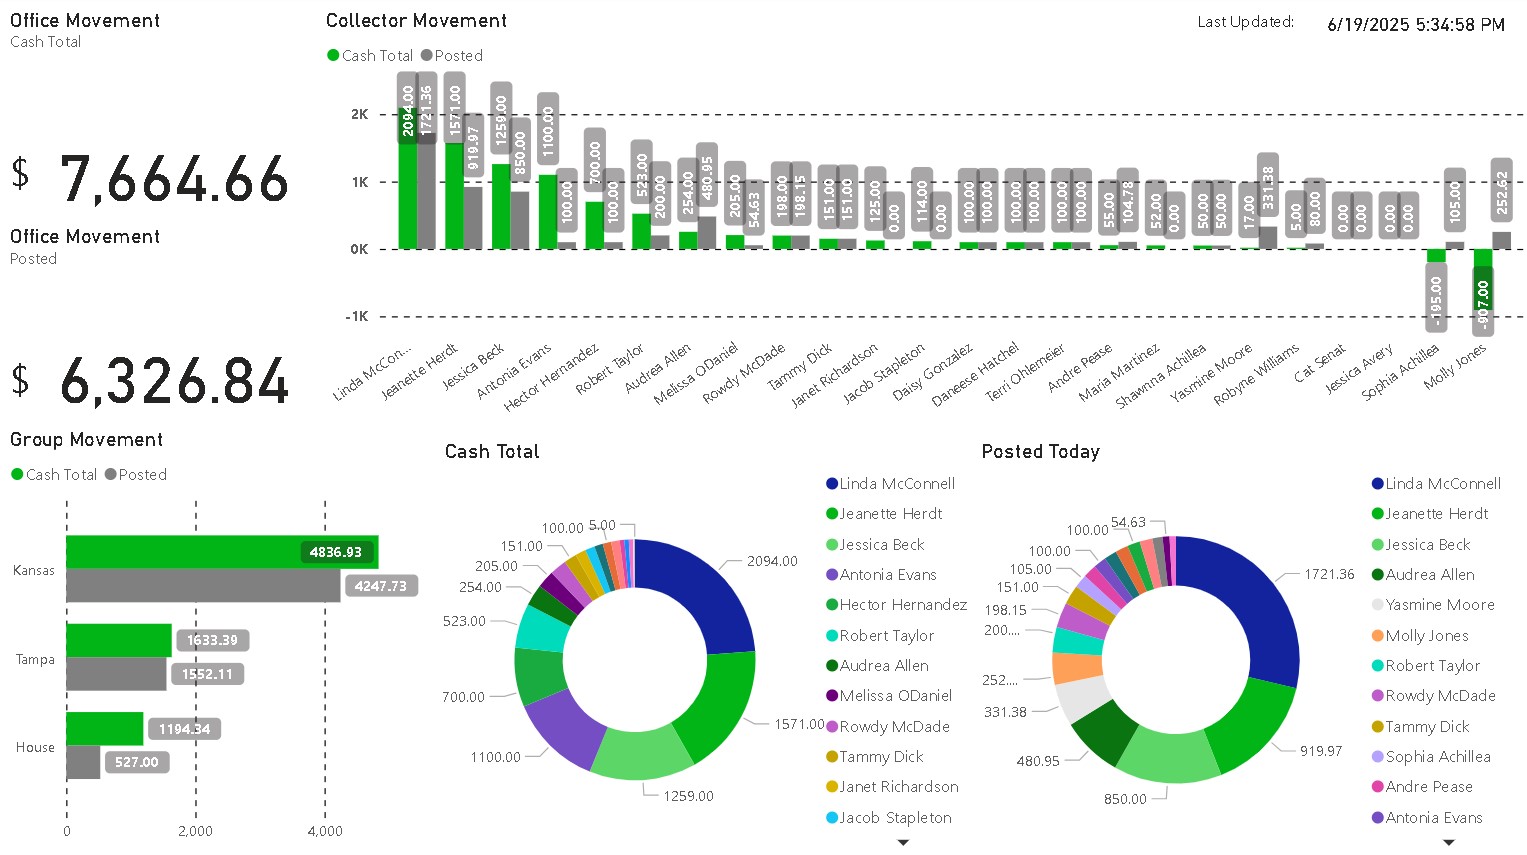 Office Movement
Cash Total
$ 7,664.66
Office Movement
Posted
$ 6,326.84
Collector Movement
Last Updated: 6/19/2025 5:34:58 PM
Cash Total Posted
2K
1K
0K
-1K
2094.00 1721.36 1571.00 919.97 1259.00 850.00 1100.00 100.00 700.00 100.00 523.00 200.00 254.00 480.95 205.00 54.63 198.00 198.15 151.00 151.00 125.00 0.00 114.00 0.00 100.00 100.00 100.00 100.00 100.00 100.00 55.00 104.78 52.00 0.00 50.00 50.00 17.00 331.38 5.00 80.00 0.00 0.00 0.00 0.00 -195.00 105.00 -907.00 252.62
Linda McCon...
Jeanette Herdt
Jessica Beck
Antonia Evans
Hector Hernandez
Robert Taylor
Audrea Allen
Melissa ODaniel
Rowdy McDade
Tammy Dick
Janet Richardson
Jacob Stapleton
Daisy Gonzalez
Daneese Hatchel
Terri Ohlemeier
Andre Pease
Maria Martinez
Shawnna Achillea
Yasmine Moore
Robyne Williams
Cat Senat
Jessica Avery
Sophia Achillea
Molly Jones
Group Movement
Cash Total Posted
Kansas
4836.93
4247.73
Tampa
1633.39
1552.11
House
1194.34
527.00
0 2,000 4,000
Cash Total
100.00 5.00
151.00
205.00
254.00
523.00
700.00
1100.00
1259.00
1571.00
2094.00
Linda McConnell
Jeanette Herdt
Jessica Beck
Antonia Evans
Hector Hernandez
Robert Taylor
Audrea Allen
Melissa ODaniel
Rowdy McDade
Tammy Dick
Janet Richardson
Jacob Stapleton
Posted Today
54.63
100.00
100.00
105.00
151.00
198.15
200....
252....
331.38
480.95
850.00
919.97
1721.36
Linda McConnell
Jeanette Herdt
Jessica Beck
Audrea Allen
Yasmine Moore
Molly Jones
Robert Taylor
Rowdy McDade
Tammy Dick
Sophia Achillea
Andre Pease
Antonia Evans